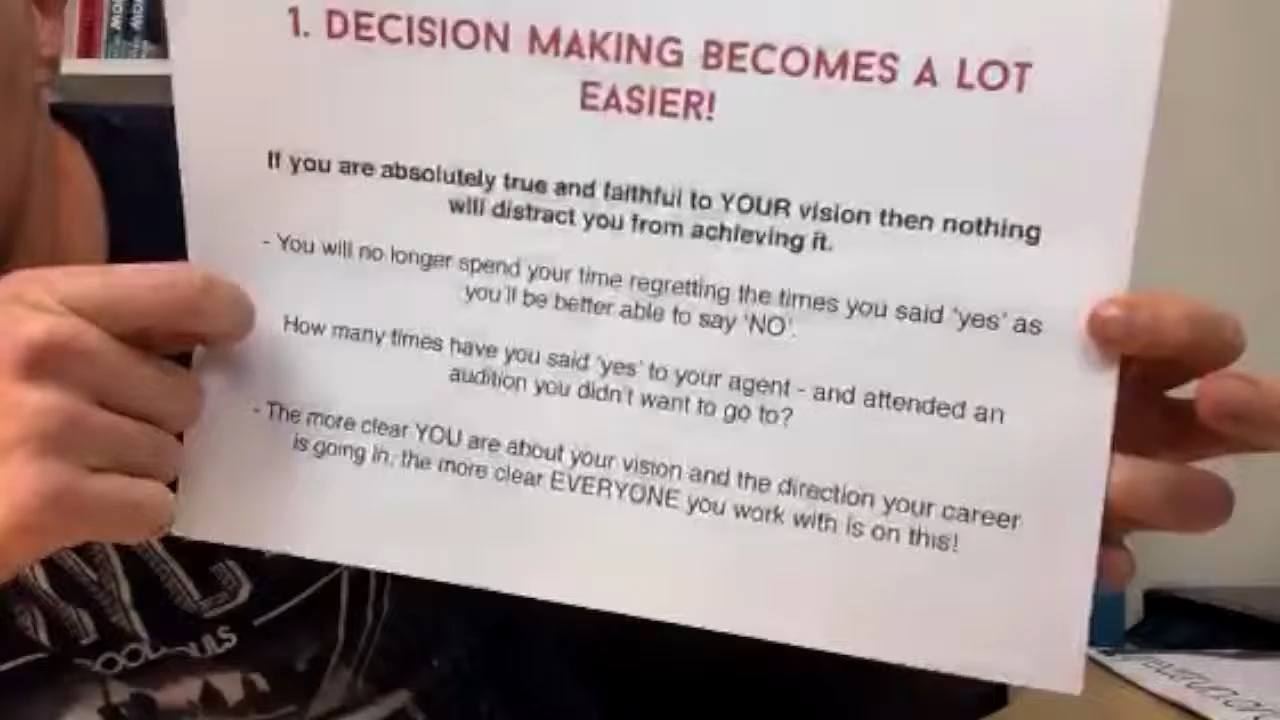 1. DECISION MAKING BECOMES A LOT
EASIER!
If you are absolutely true and faithful to YOUR vision then nothing
will distract you from achieving it.
- You will no longer spend your time regretting the times you said 'yes' as
you'll be better able to say 'NO'.
How many times have you said 'yes' to your agent - and attended an
audition you didn't want to go to?
- The more clear YOU are about your vision and the direction your career
is going in, the more clear EVERYONE you work with is on this!